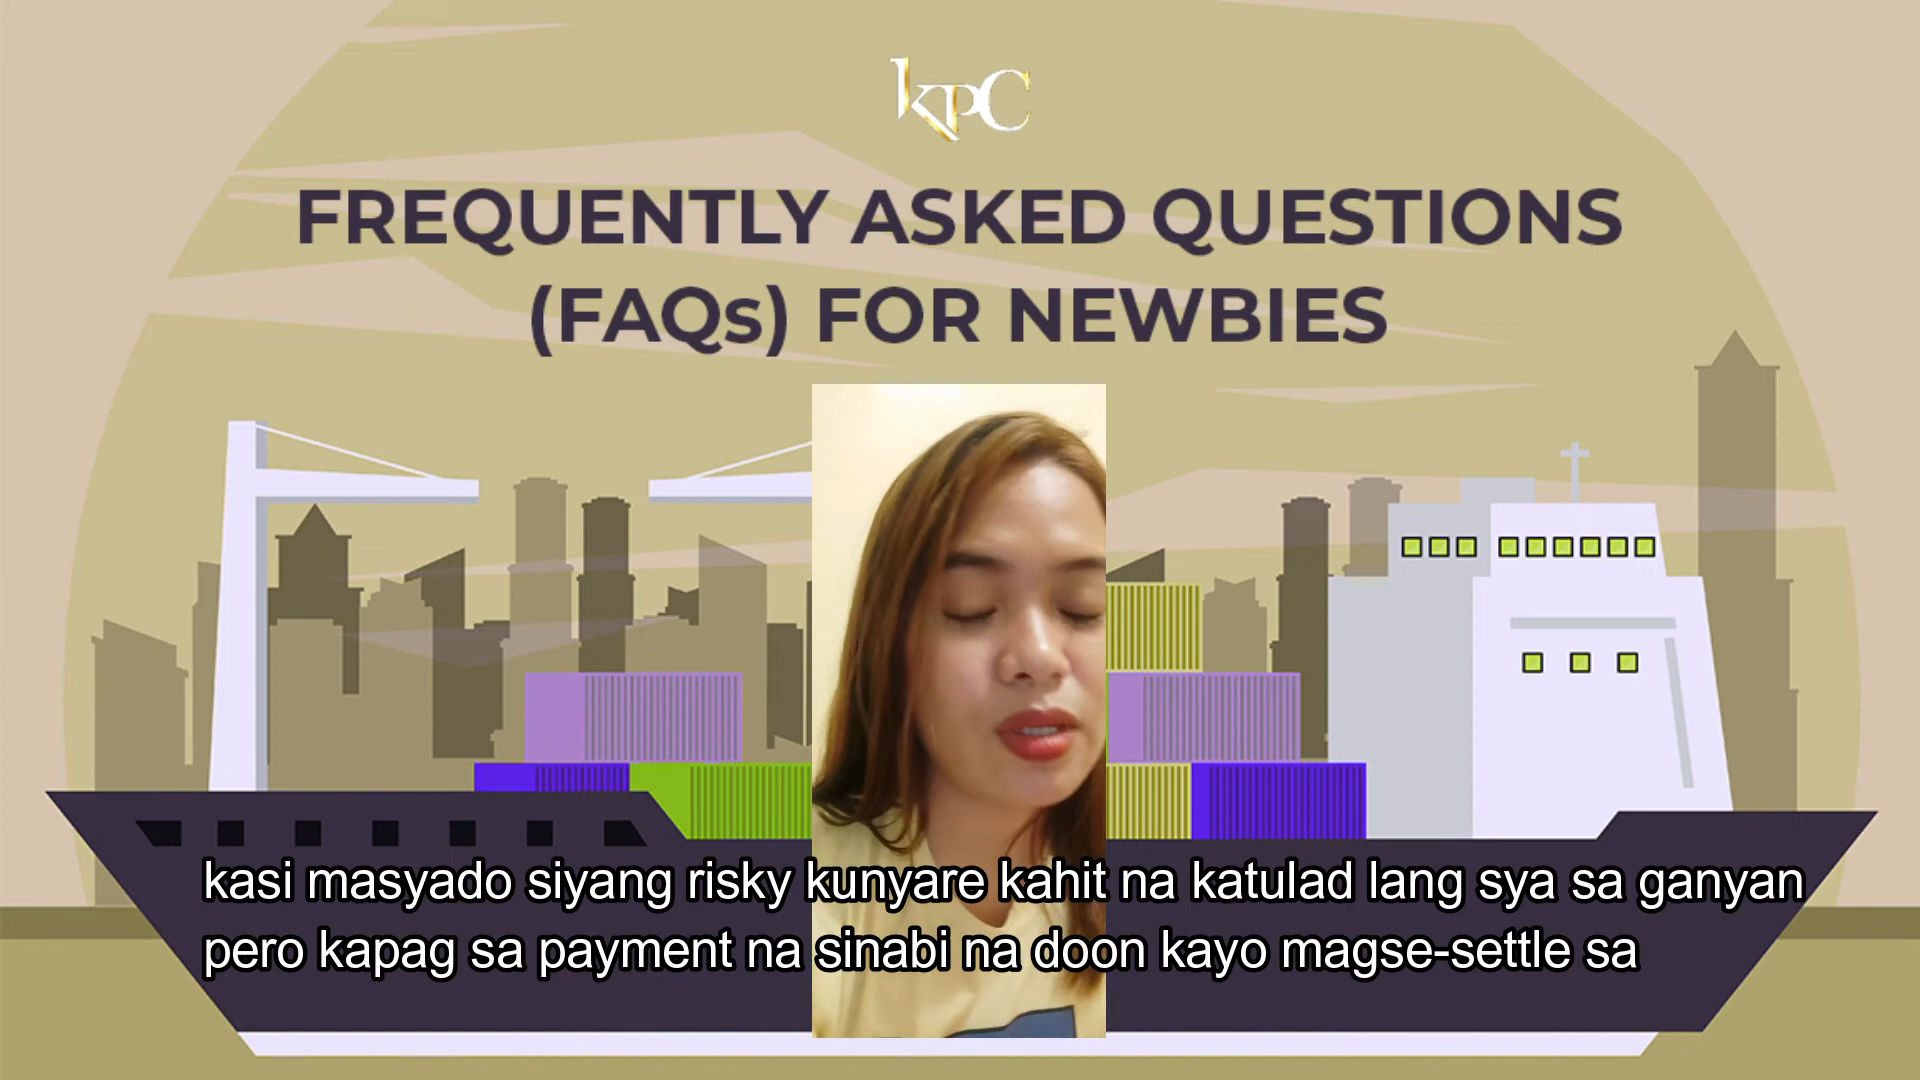 KPC
FREQUENTLY ASKED QUESTIONS
(FAQs) FOR NEWBIES
kasi masyado siyang risky kunyare kahit na katulad lang sya sa ganyan
pero kapag sa payment na sinabi na doon kayo magse-settle sa